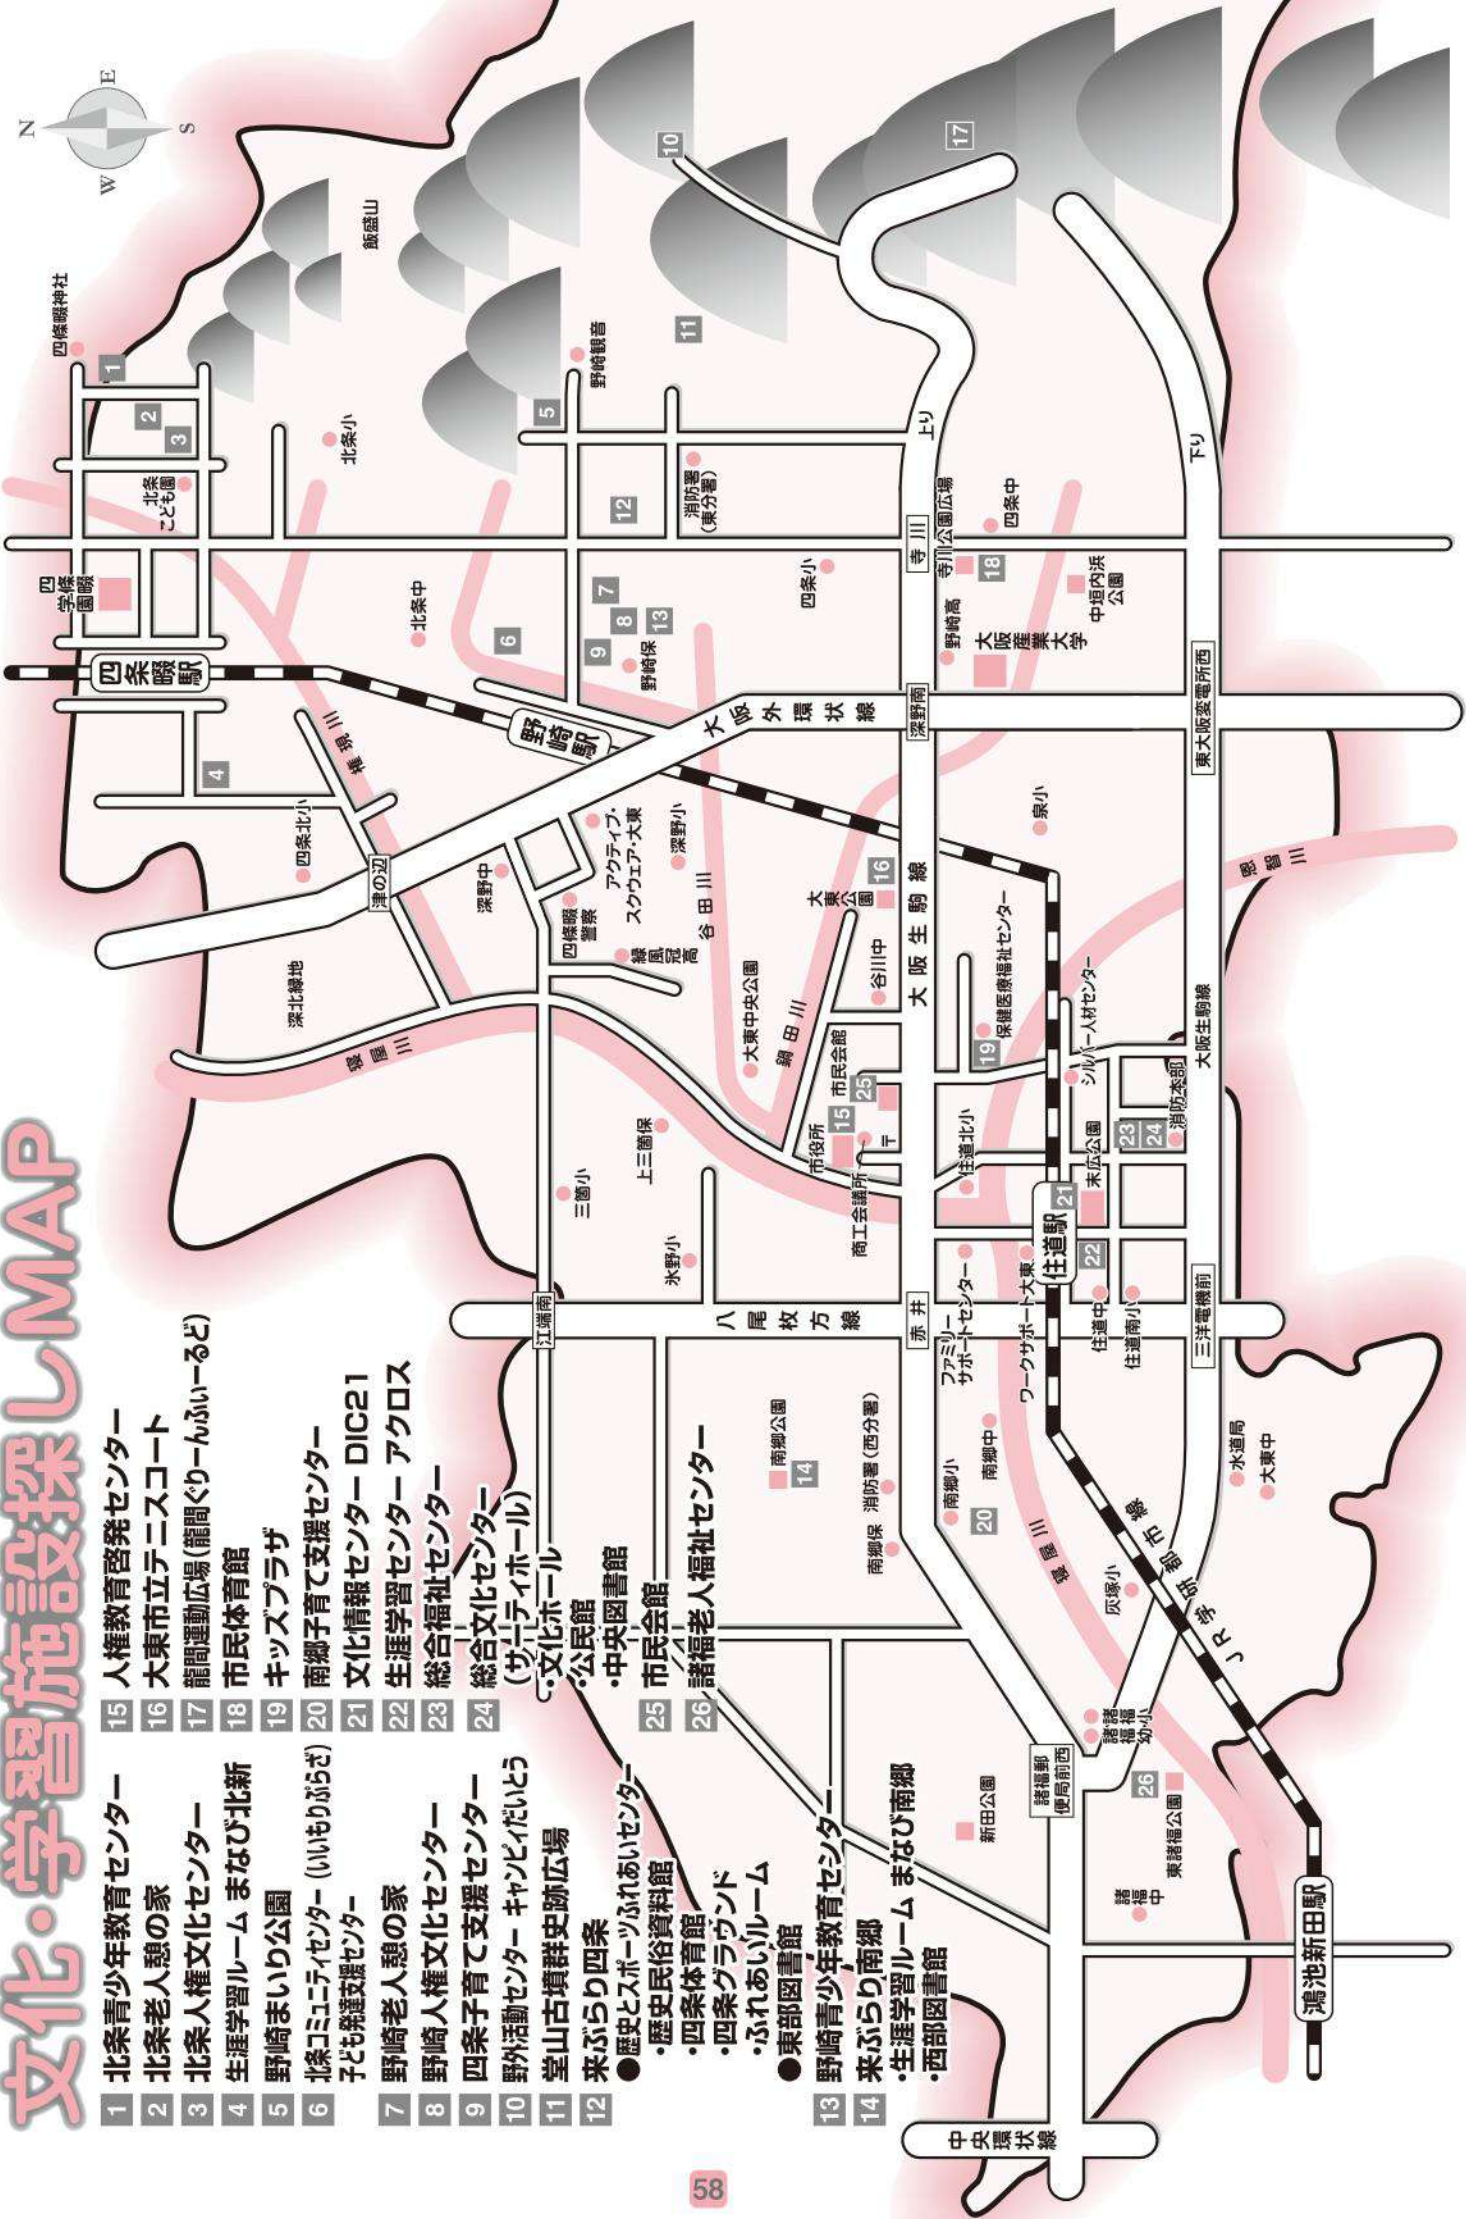 文化・学習施設探しMAP
1 北条青少年教育センター
2 北条老人憩の家
3 北条人権文化センター
4 生涯学習ルーム まなび北新
5 野崎まいり公園
6 北条コミュニティセンター(いいもりぷらざ)
子ども発達支援センター
7 野崎老人憩の家
8 野崎人権文化センター
9 四条子育て支援センター
10 野外活動センター キャンピィだいとう
11 堂山古墳群史跡広場
12 来ぶらり四条
●歴史とスポーツふれあいセンター
・歴史民俗資料館
・四条体育館
・四条グラウンド
・ふれあいルーム
●東部図書館
13 野崎青少年教育センター
14 来ぶらり南郷
・生涯学習ルーム まなび南郷
・西部図書館
15 人権教育啓発センター
16 大東市立テニスコート
17 龍間運動広場(龍間ぐりーんふぃーるど)
18 市民体育館
19 キッズプラザ
20 南郷子育て支援センター
21 文化情報センター DIC21
22 生涯学習センター アクロス
23 総合福祉センター
24 総合文化センター
(サーティホール)
・文化ホール
・公民館
・中央図書館
25 市民会館
26 諸福老人福祉センター
N
W
E
S
四條畷神社
1
2
3
北条
こども園
四條畷
学園
四条畷駅
飯盛山
北条小
北条中
4
四条北小
権現川
津の辺
深北緑地
寝屋川
5
野崎観音
6
野崎駅
7
8
9
13
野崎保
12
消防署
(東分署)
11
10
17
四条小
大阪外環状線
深野中
四條畷
警察
アクティブ・
スクウェア・大東
深野小
緑風冠高
谷田川
大東中央公園
鍋田川
大東公園
16
谷川中
大阪生駒線
深野南
寺川
上り
下り
寺川公園広場
18
四条中
野崎高
大阪産業大学
中垣内浜
公園
東大阪変電所西
泉小
恩智川
保健医療福祉センター
19
シルバー人材センター
大阪生駒線
市民会館
25
市役所
15
〒
商工会議所
住道北小
末広公園
23
24
消防本部
21
住道駅
22
ワークサポート大東
ファミリー
サポートセンター
住道中
住道南小
三洋電機前
赤井
八尾枚方線
江端南
三箇小
上三箇保
氷野小
南郷公園
14
消防署(西分署)
南郷保
南郷小
南郷中
20
寝屋川
水道局
大東中
灰塚小
JR学研都市線
諸福小
諸福幼
諸福郵
便局前西
26
東諸福公園
新田公園
諸福中
鴻池新田駅
中央環状線
58